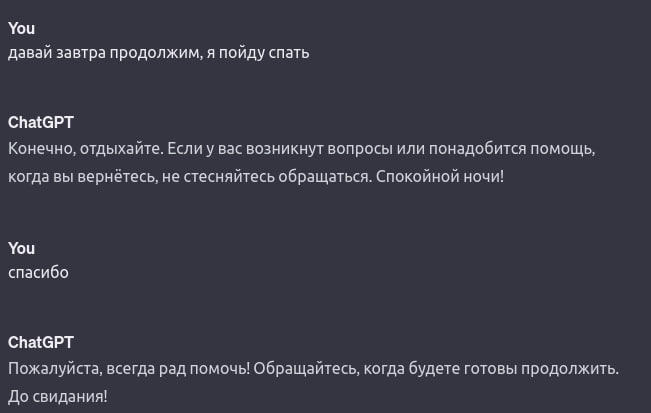 You
давай завтра продолжим, я пойду спать
ChatGPT
Конечно, отдыхайте. Если у вас возникнут вопросы или понадобится помощь,
когда вы вернётесь, не стесняйтесь обращаться. Спокойной ночи!
You
спасибо
ChatGPT
Пожалуйста, всегда рад помочь! Обращайтесь, когда будете готовы продолжить.
До свидания!